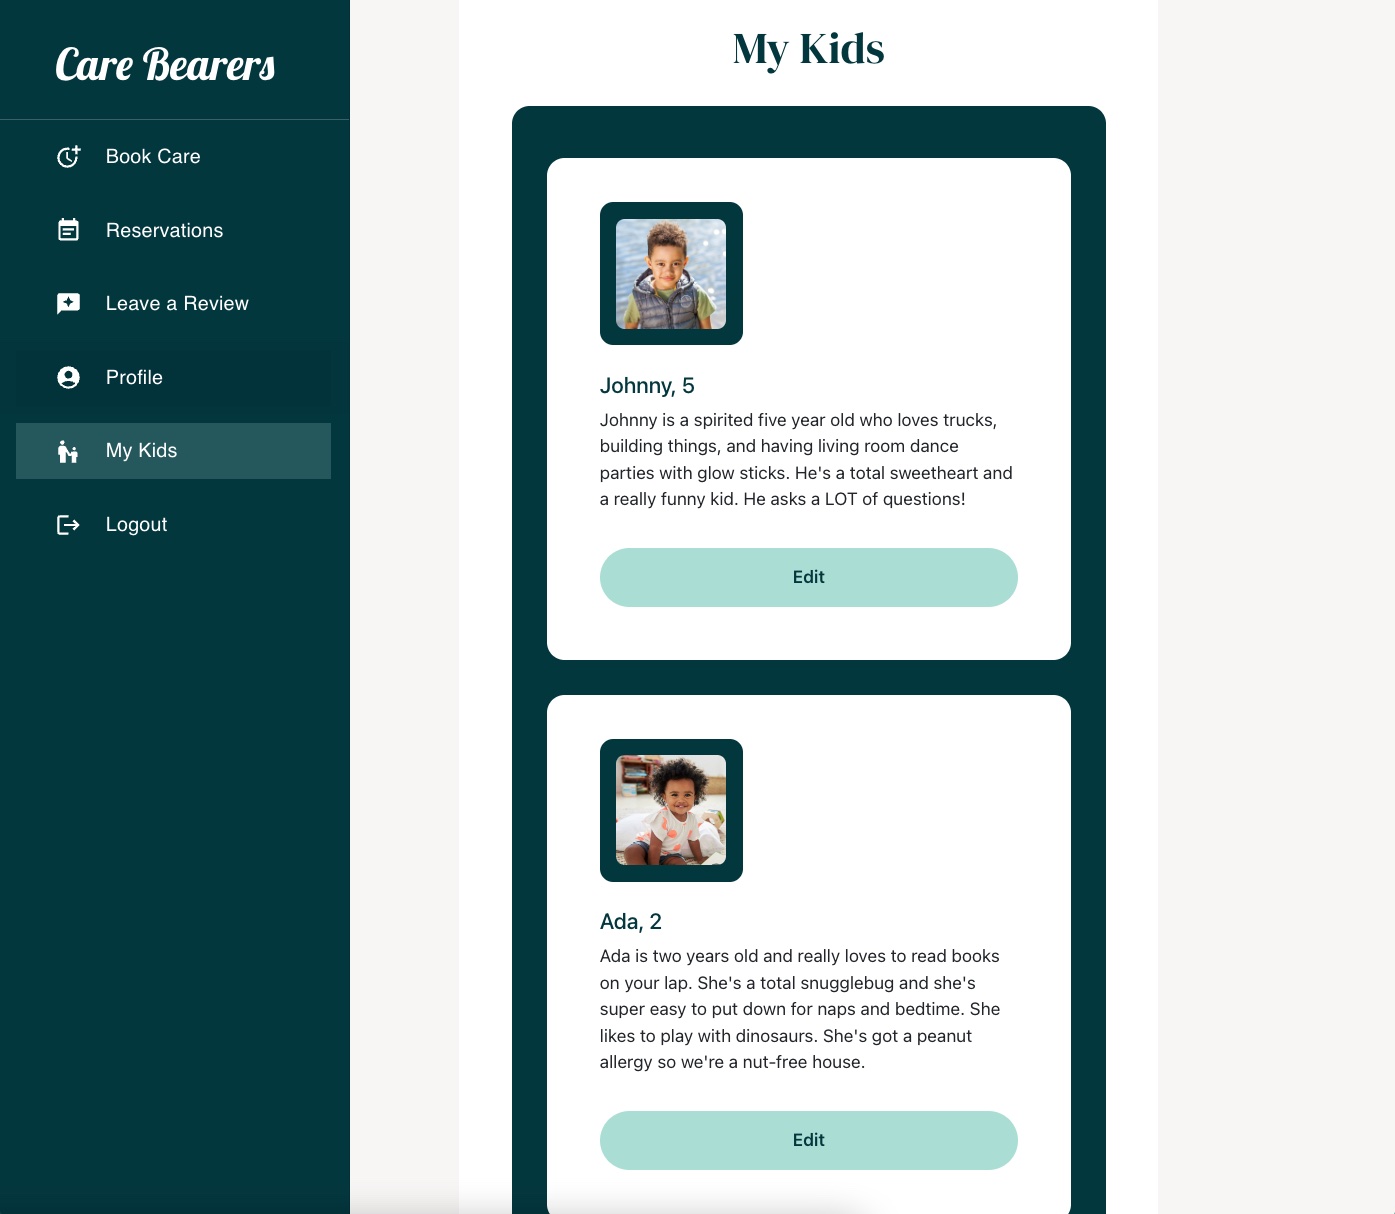 Care Bearers
Book Care
Reservations
Leave a Review
Profile
My Kids
Logout
My Kids
Johnny, 5
Johnny is a spirited five year old who loves trucks,
building things, and having living room dance
parties with glow sticks. He's a total sweetheart and
a really funny kid. He asks a LOT of questions!
Edit
Ada, 2
Ada is two years old and really loves to read books
on your lap. She's a total snugglebug and she's
super easy to put down for naps and bedtime. She
likes to play with dinosaurs. She's got a peanut
allergy so we're a nut-free house.
Edit